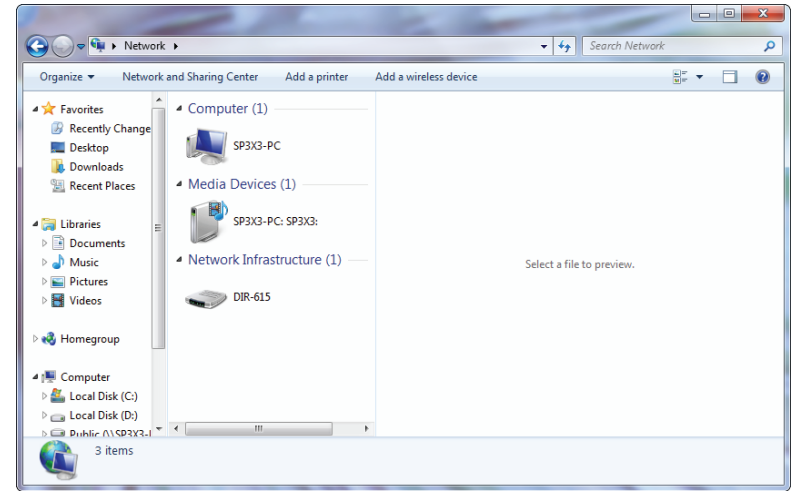 Network
Search Network
Organize
Network and Sharing Center
Add a printer
Add a wireless device
Favorites
Recently Change
Desktop
Downloads
Recent Places
Libraries
Documents
Music
Pictures
Videos
Homegroup
Computer
Local Disk (C:)
Local Disk (D:)
Public (\\SP3X3-
Computer (1)
SP3X3-PC
Media Devices (1)
SP3X3-PC: SP3X3:
Network Infrastructure (1)
DIR-615
Select a file to preview.
3 items